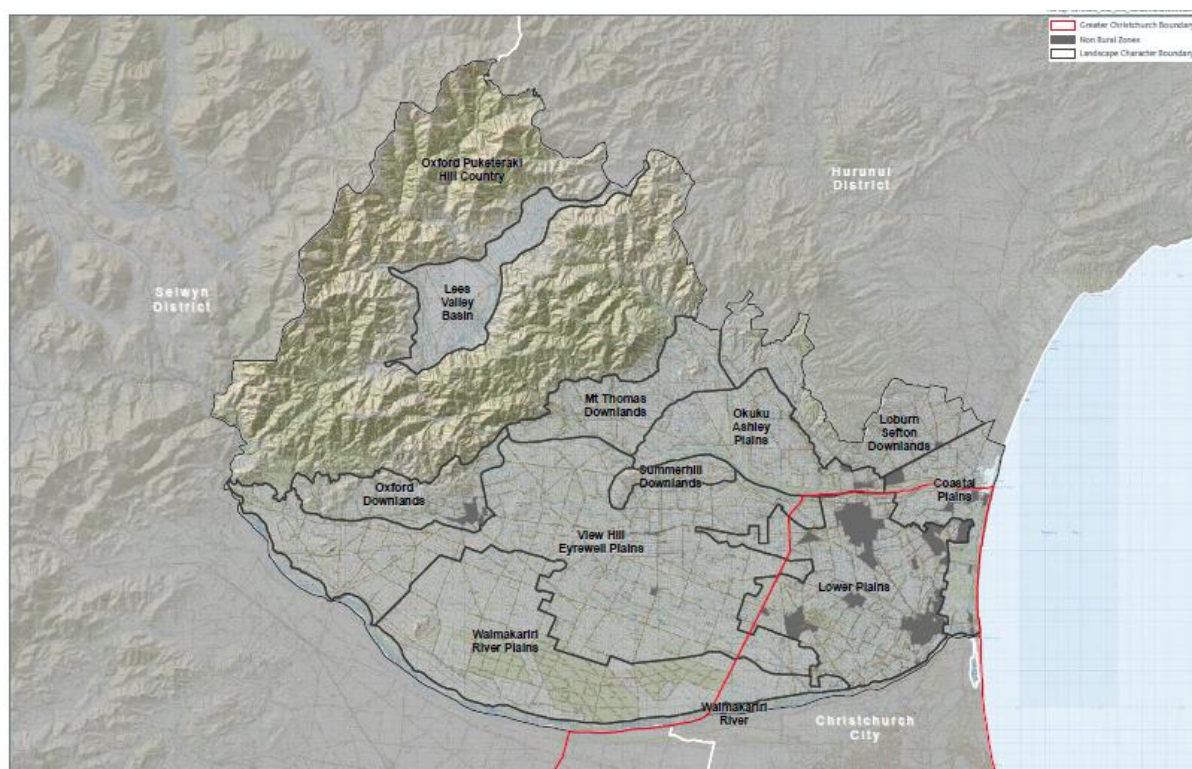 Greater Christchurch Boundary
Non Rural Zones
Landscape Character Boundary
Oxford Puketeraki
Hill Country
Hurunui
District
Selwyn
District
Lees
Valley
Basin
Mt Thomas
Downlands
Okuku
Ashley
Plains
Loburn
Sefton
Downlands
Summerhill
Downlands
Coastal
Plains
Oxford
Downlands
View Hill
Eyrewell Plains
Lower Plains
Waimakariri
River Plains
Waimakariri
River
Christchurch
City